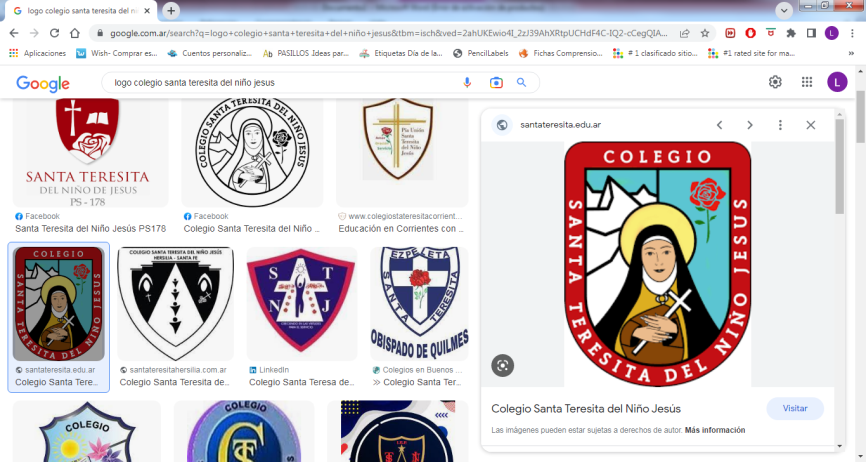 logo colegio santa teresita del ni
google.com.ar/search?q=logo+colegio+santa+teresita+del+niño+jesus&tbm=isch&ved=2ahUKEwio4I_2zJ39AhXRtpUCHdF4C-IQ2-cCegQIA...
Aplicaciones
Wish- Comprar es...
Cuentos personaliz...
Ab PASILLOS Ideas par...
Etiquetas Dia de la...
PencilLabels
Fichas Comprensio...
# 1 clasificado sitio...
#1 rated site for ma...
»
Google
logo colegio santa teresita del niño jesus
L
SANTA TERESITA
DEL NIÑO DE JESUS
PS - 178
Facebook
Santa Teresita del Niño Jesús PS178
COLEGIO SANTA TERESITA DEL NIÑO JESUS
Facebook
Colegio Santa Teresita del Niño ...
Pia Unión
Santa
Teresita
del Niño
Jesús
www.colegiostateresitacorrient...
Educación en Corrientes con ...
COLEGIO
SANTA TERESITA DEL NIÑO JESUS
santateresita.edu.ar
Colegio Santa Tere...
COLEGIO SANTA TERESITA DEL NIÑO JESÚS
HERSILIA - SANTA FE
santateresitahersilia.com.ar
Colegio Santa Teresita de...
S T
N J
LinkedIn
Colegio Santa Teresa de...
EZPELETA
SANTA TERESITA
OBISPADO DE QUILMES
Colegios en Buenos ...
>> Colegio Santa Ter...
COLEGIO
COLEGIO
santateresita.edu.ar
COLEGIO
SANTA TERESITA DEL NIÑO JESUS
Colegio Santa Teresita del Niño Jesús
Visitar
Las imágenes pueden estar sujetas a derechos de autor. Más información